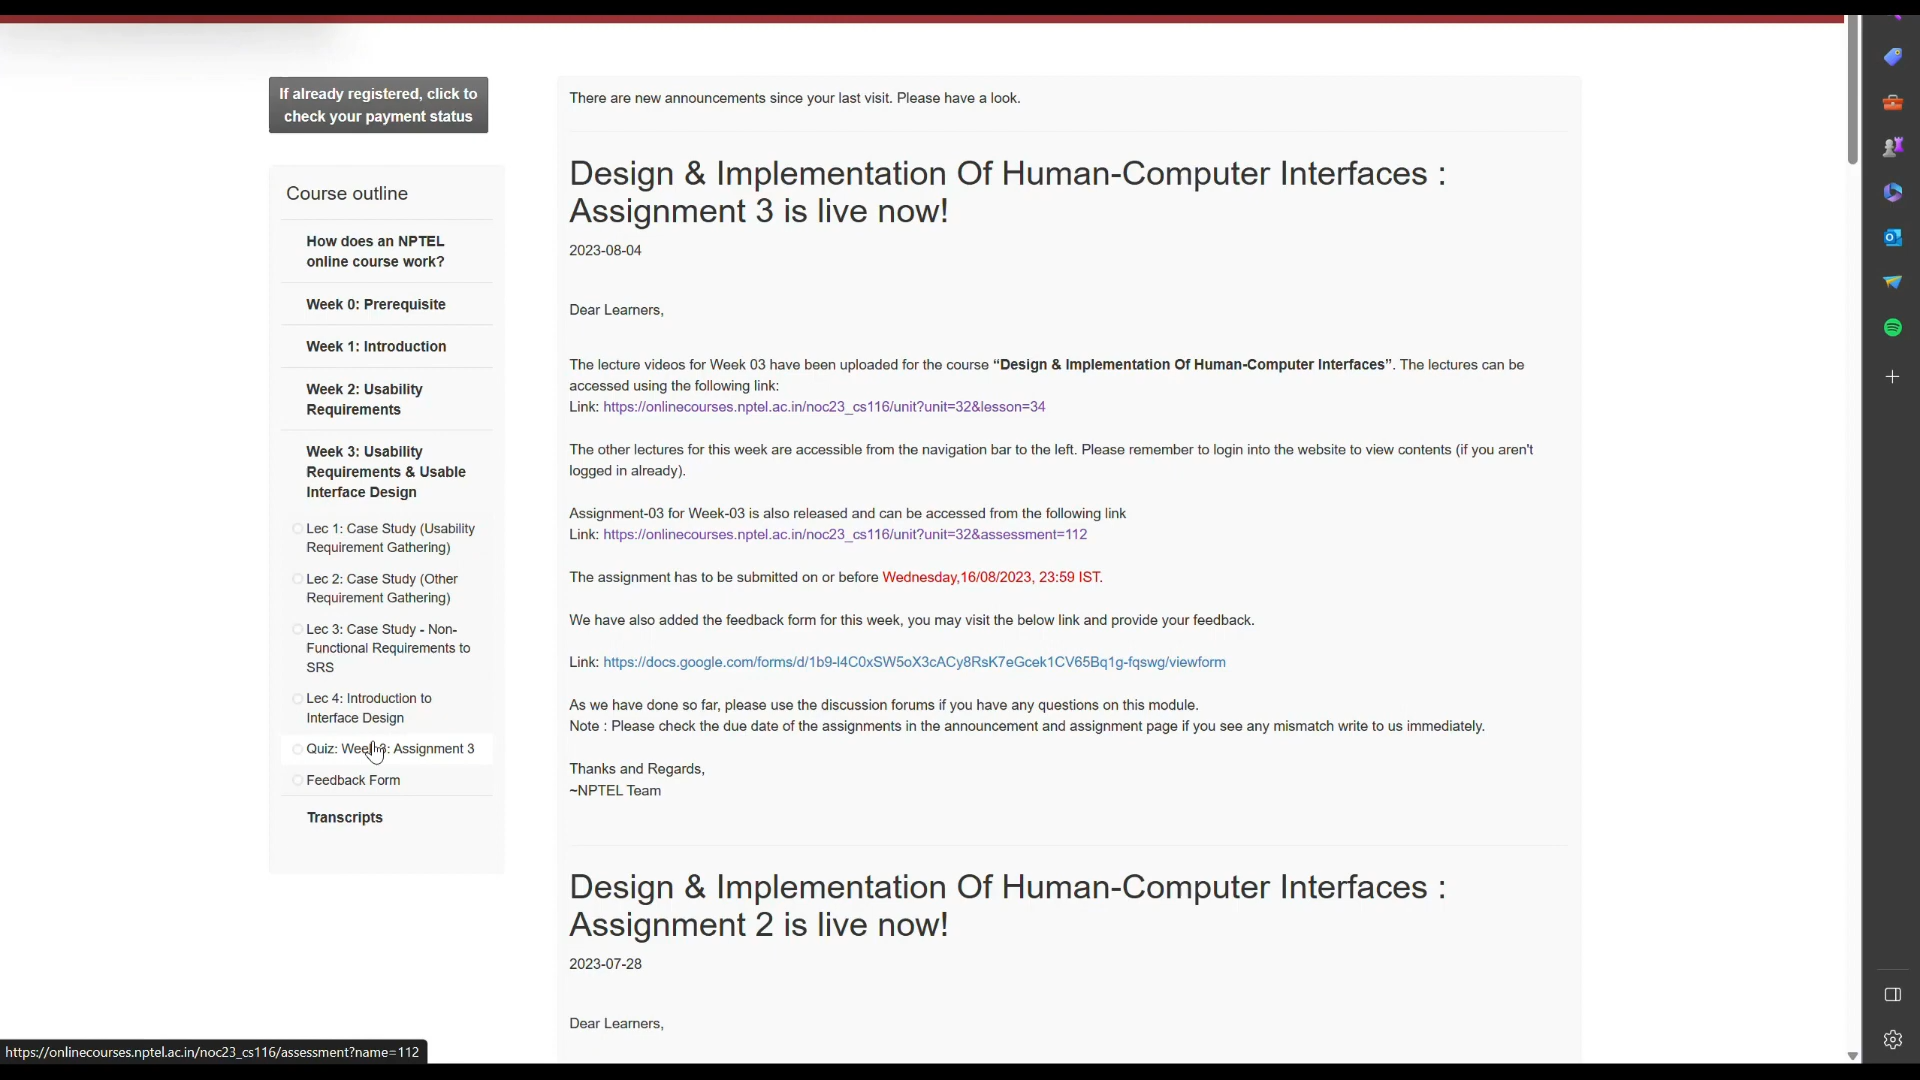 If already registered, click to
check your payment status
Course outline
How does an NPTEL
online course work?
Week 0: Prerequisite
Week 1: Introduction
Week 2: Usability
Requirements
Week 3: Usability
Requirements & Usable
Interface Design
Lec 1: Case Study (Usability
Requirement Gathering)
Lec 2: Case Study (Other
Requirement Gathering)
Lec 3: Case Study - Non-
Functional Requirements to
SRS
Lec 4: Introduction to
Interface Design
Quiz: Week 3: Assignment 3
Feedback Form
Transcripts
There are new announcements since your last visit. Please have a look.
Design & Implementation Of Human-Computer Interfaces :
Assignment 3 is live now!
2023-08-04
Dear Learners,
The lecture videos for Week 03 have been uploaded for the course “Design & Implementation Of Human-Computer Interfaces”. The lectures can be
accessed using the following link:
Link: https://onlinecourses.nptel.ac.in/noc23_cs116/unit?unit=32&lesson=34
The other lectures for this week are accessible from the navigation bar to the left. Please remember to login into the website to view contents (if you aren't
logged in already).
Assignment-03 for Week-03 is also released and can be accessed from the following link
Link: https://onlinecourses.nptel.ac.in/noc23_cs116/unit?unit=32&assessment=112
The assignment has to be submitted on or before Wednesday,16/08/2023, 23:59 IST.
We have also added the feedback form for this week, you may visit the below link and provide your feedback.
Link: https://docs.google.com/forms/d/1b9-l4C0xSW5oX3cACy8RsK7eGcek1CV65Bq1g-fqswg/viewform
As we have done so far, please use the discussion forums if you have any questions on this module.
Note : Please check the due date of the assignments in the announcement and assignment page if you see any mismatch write to us immediately.
Thanks and Regards,
~NPTEL Team
Design & Implementation Of Human-Computer Interfaces :
Assignment 2 is live now!
2023-07-28
Dear Learners,
https://onlinecourses.nptel.ac.in/noc23_cs116/assessment?name=112